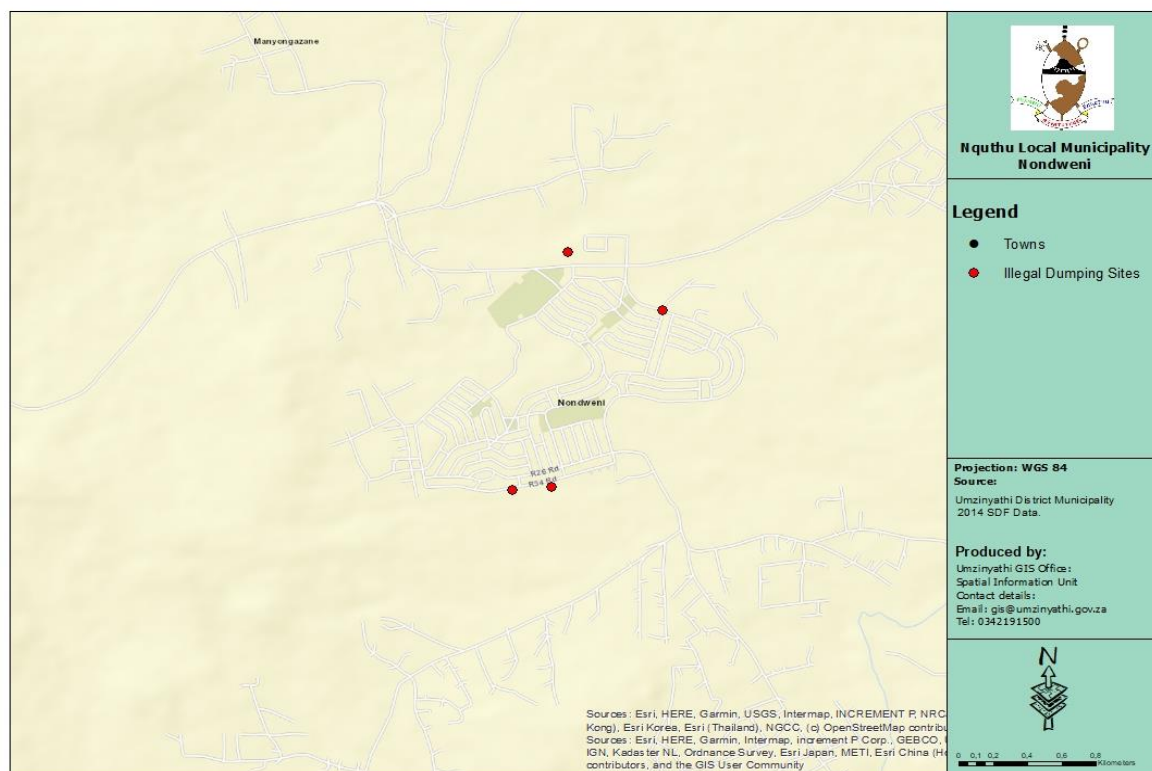 Manyongazane
Nondweni
R26 Rd
R34 Rd
Sources: Esri, HERE, Garmin, USGS, Intermap, INCREMENT P, NRC
Kong), Esri Korea, Esri (Thailand), NGCC, (c) OpenStreetMap contribu
Sources: Esri, HERE, Garmin, Intermap, increment P Corp., GEBCO,
IGN, Kadaster NL, Ordnance Survey, Esri Japan, METI, Esri China (H
contributors, and the GIS User Community
Nquthu Local Municipality
Nondweni
Legend
Towns
Illegal Dumping Sites
Projection: WGS 84
Source:
Umzinyathi District Municipality
2014 SDF Data.
Produced by:
Umzinyathi GIS Office:
Spatial Information Unit
Contact details:
Email: gis@umzinyathi.gov.za
Tel: 0342191500
N
0 0,1 0,2 0,4 0,6 0,8
Kilometers